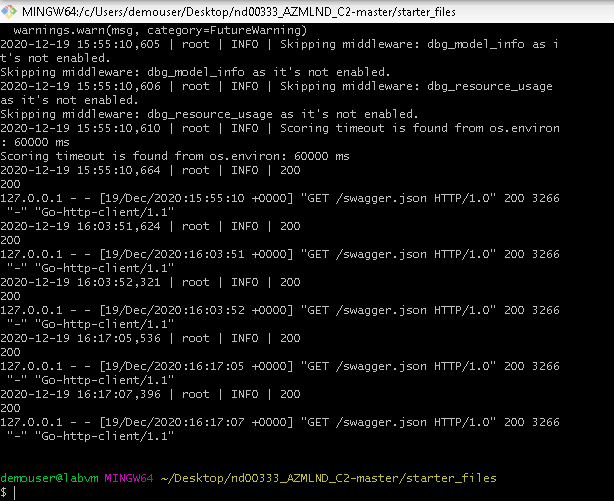 MINGW64:/c/Users/demouser/Desktop/nd00333_AZMLND_C2-master/starter_files
warnings.warn(msg, category=FutureWarning)
2020-12-19 15:55:10,605 | root | INFO | Skipping middleware: dbg_model_info as i
t's not enabled.
Skipping middleware: dbg_model_info as it's not enabled.
2020-12-19 15:55:10,606 | root | INFO | Skipping middleware: dbg_resource_usage
as it's not enabled.
Skipping middleware: dbg_resource_usage as it's not enabled.
2020-12-19 15:55:10,610 | root | INFO | Scoring timeout is found from os.environ
: 60000 ms
Scoring timeout is found from os.environ: 60000 ms
2020-12-19 15:55:10,664 | root | INFO | 200
200
127.0.0.1 - - [19/Dec/2020:15:55:10 +0000] "GET /swagger.json HTTP/1.0" 200 3266
"-" "Go-http-client/1.1"
2020-12-19 16:03:51,624 | root | INFO | 200
200
127.0.0.1 - - [19/Dec/2020:16:03:51 +0000] "GET /swagger.json HTTP/1.0" 200 3266
"-" "Go-http-client/1.1"
2020-12-19 16:03:52,321 | root | INFO | 200
200
127.0.0.1 - - [19/Dec/2020:16:03:52 +0000] "GET /swagger.json HTTP/1.0" 200 3266
"-" "Go-http-client/1.1"
2020-12-19 16:17:05,536 | root | INFO | 200
200
127.0.0.1 - - [19/Dec/2020:16:17:05 +0000] "GET /swagger.json HTTP/1.0" 200 3266
"-" "Go-http-client/1.1"
2020-12-19 16:17:07,396 | root | INFO | 200
200
127.0.0.1 - - [19/Dec/2020:16:17:07 +0000] "GET /swagger.json HTTP/1.0" 200 3266
"-" "Go-http-client/1.1"
demouser@labvm MINGW64 ~/Desktop/nd00333_AZMLND_C2-master/starter_files
$